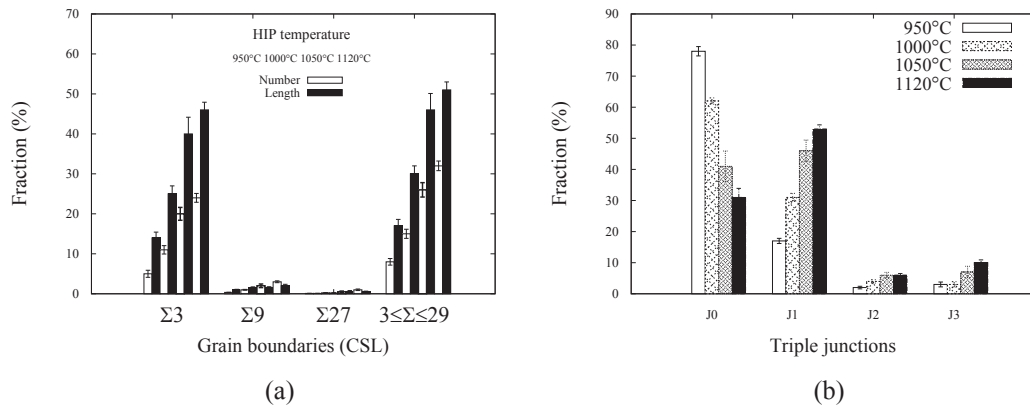 70
60
50
40
30
20
10
0
Fraction (%)
HIP temperature
950°C 1000°C 1050°C 1120°C
Number
Length
Σ3 Σ9 Σ27 3≤Σ≤29
Grain boundaries (CSL)
(a)
90
80
70
60
50
40
30
20
10
0
Fraction (%)
950°C
1000°C
1050°C
1120°C
J0 J1 J2 J3
Triple junctions
(b)